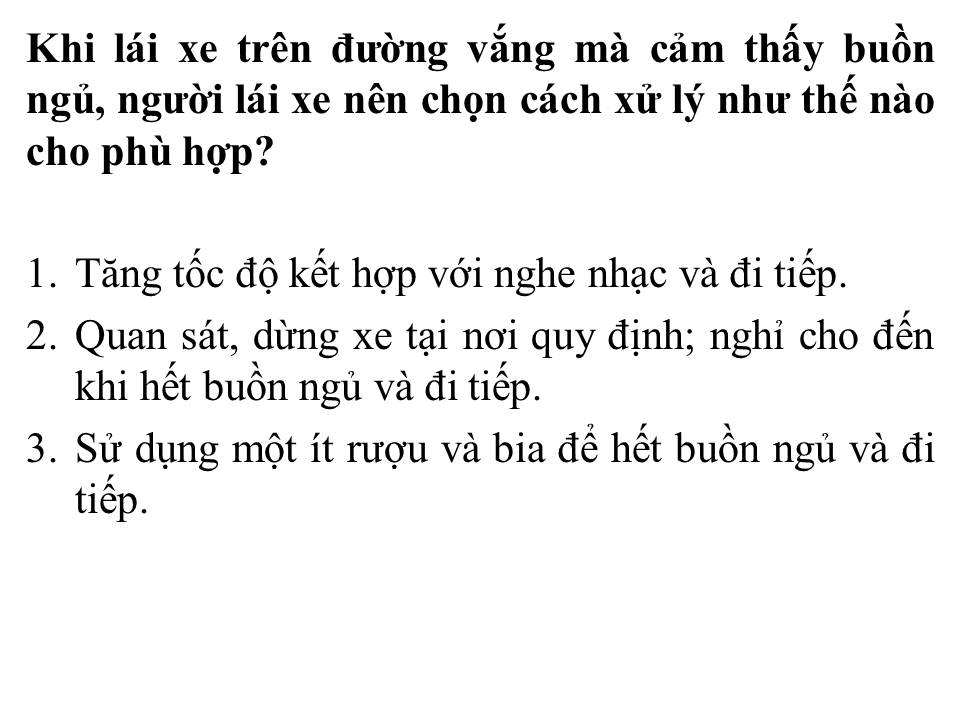 Khi lái xe trên đường vắng mà cảm thấy buồn
ngủ, người lái xe nên chọn cách xử lý như thế nào
cho phù hợp?
1. Tăng tốc độ kết hợp với nghe nhạc và đi tiếp.
2. Quan sát, dừng xe tại nơi quy định; nghỉ cho đến
khi hết buồn ngủ và đi tiếp.
3. Sử dụng một ít rượu và bia để hết buồn ngủ và đi
tiếp.